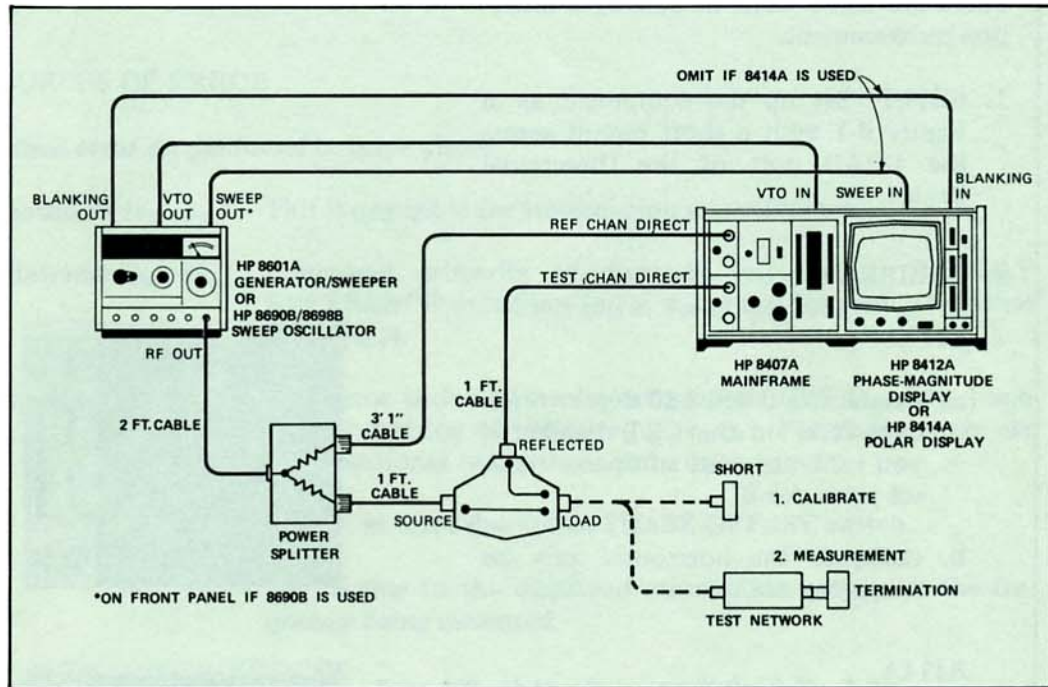 OMIT IF 8414A IS USED
BLANKING
OUT
VTO
OUT
SWEEP
OUT*
VTO IN
SWEEP IN
BLANKING
IN
REF CHAN DIRECT
TEST CHAN DIRECT
HP 8601A
GENERATOR/SWEEPER
OR
HP 8690B/8698B
SWEEP OSCILLATOR
RF OUT
HP 8407A
MAINFRAME
HP 8412A
PHASE-MAGNITUDE
DISPLAY
OR
HP 8414A
POLAR DISPLAY
2 FT. CABLE
3' 1"
CABLE
1 FT.
CABLE
1 FT.
CABLE
REFLECTED
SOURCE
LOAD
POWER
SPLITTER
SHORT
1. CALIBRATE
2. MEASUREMENT
TERMINATION
TEST NETWORK
*ON FRONT PANEL IF 8690B IS USED